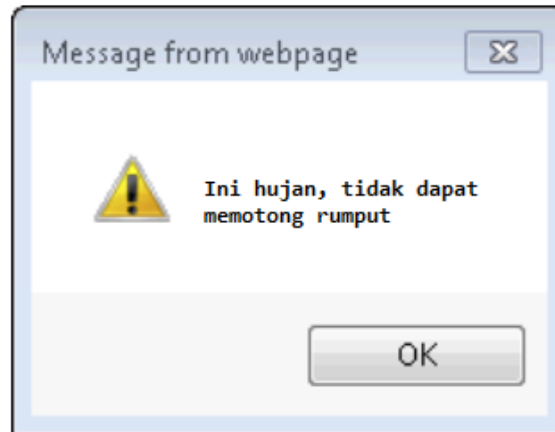 Message from webpage
Ini hujan, tidak dapat
memotong rumput
OK